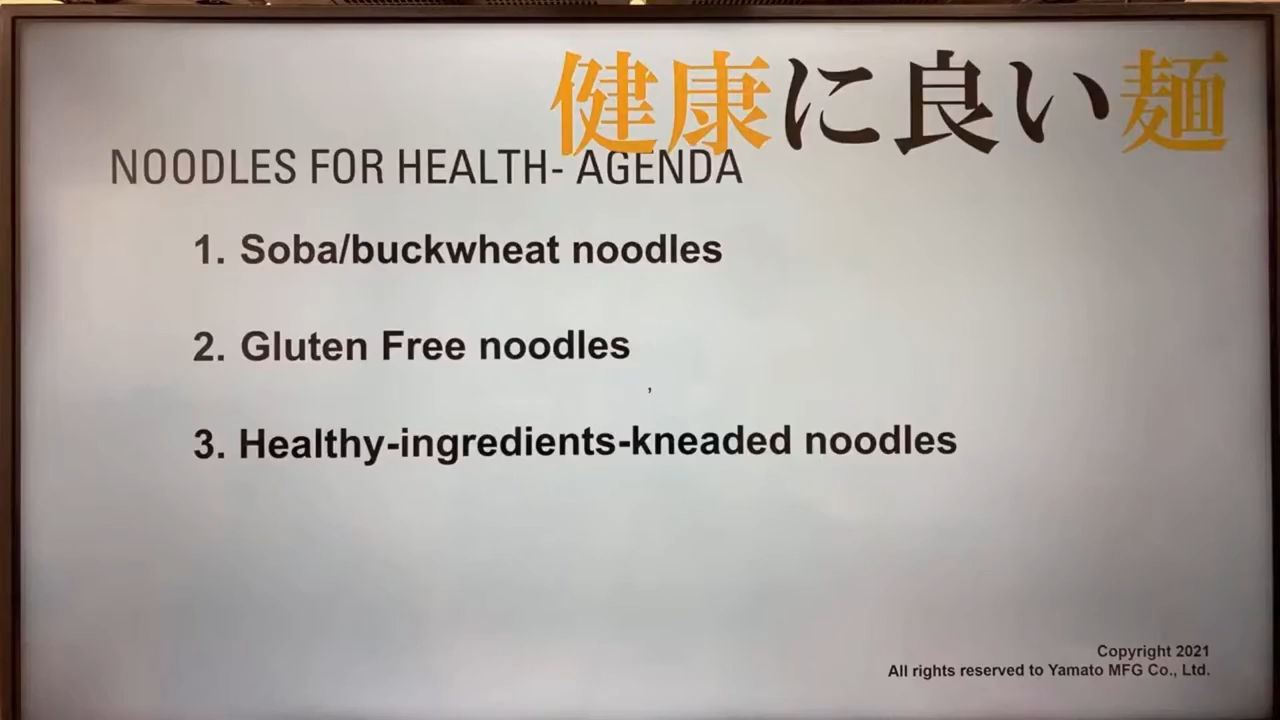 健康に良い麺
NOODLES FOR HEALTH- AGENDA
1. Soba/buckwheat noodles
2. Gluten Free noodles
,
3. Healthy-ingredients-kneaded noodles
Copyright 2021
All rights reserved to Yamato MFG Co., Ltd.